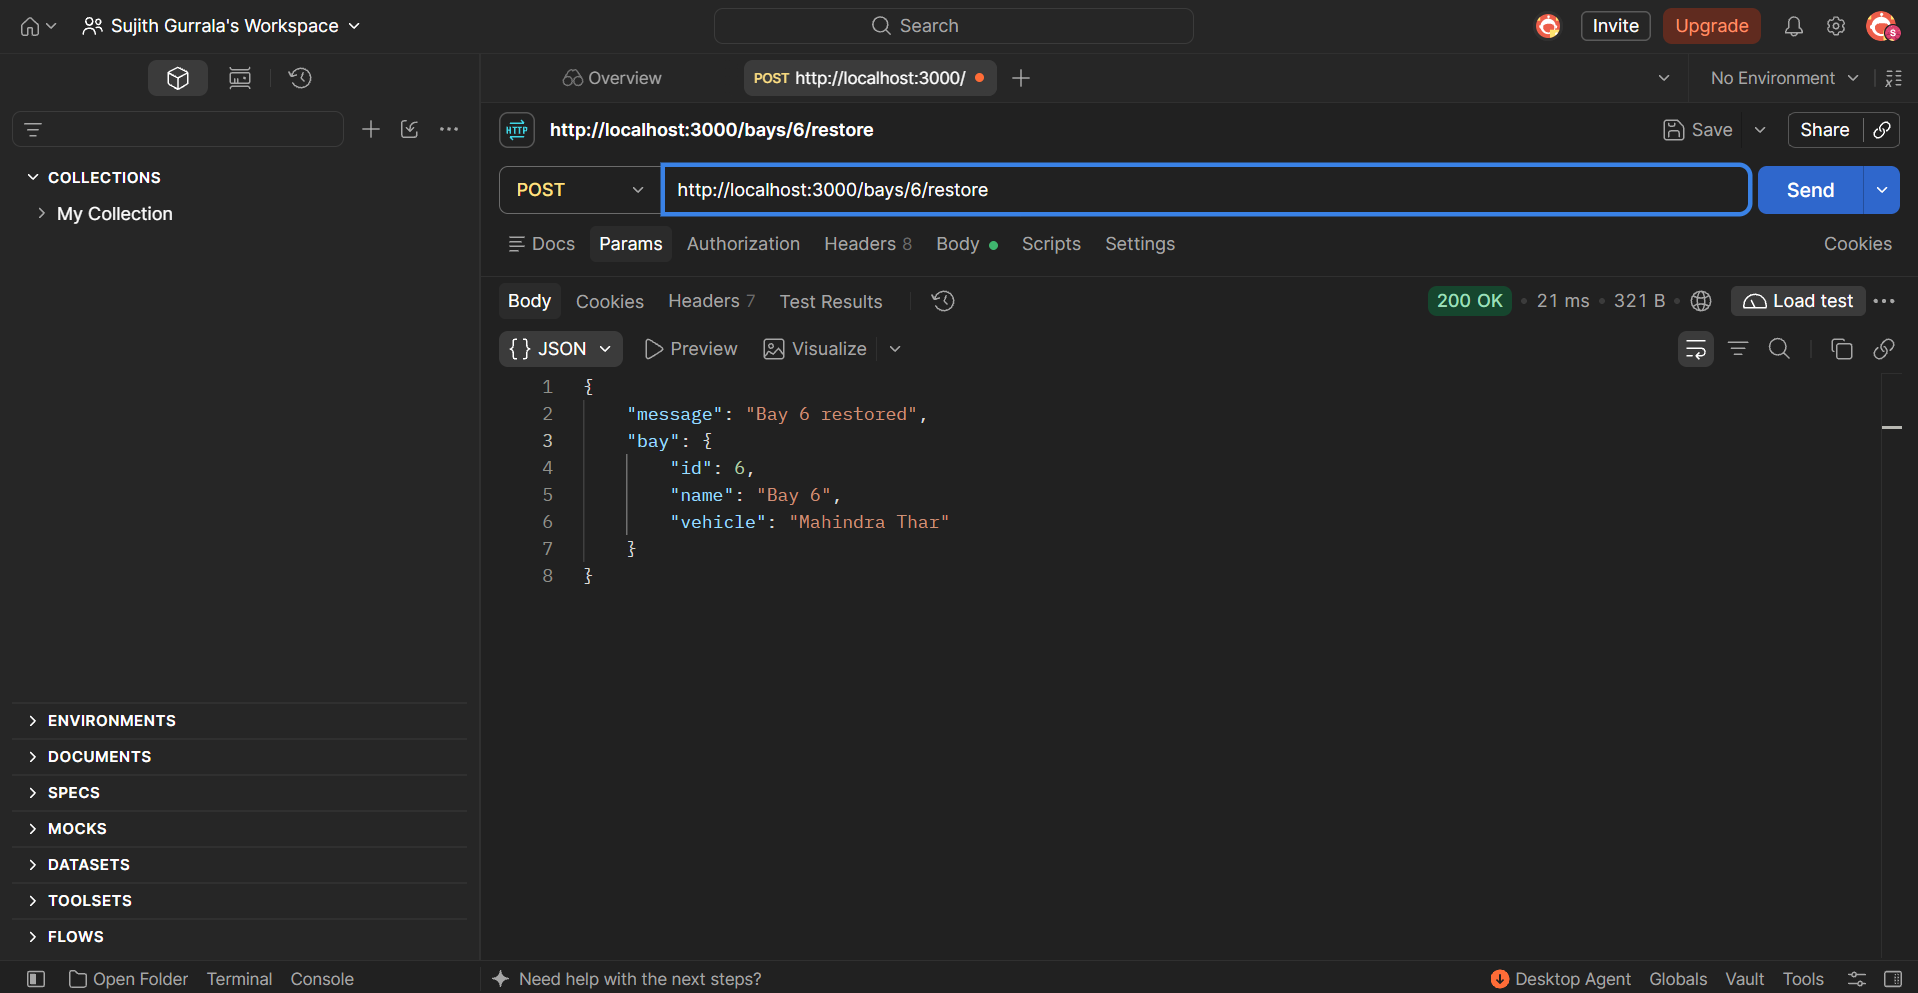 Sujith Gurrala's Workspace
Search
Invite
Upgrade
S
Overview
POST http://localhost:3000/
No Environment
COLLECTIONS
My Collection
ENVIRONMENTS
DOCUMENTS
SPECS
MOCKS
DATASETS
TOOLSETS
FLOWS
HTTP
http://localhost:3000/bays/6/restore
Save
Share
POST
http://localhost:3000/bays/6/restore
Send
Docs
Params
Authorization
Headers 8
Body
Scripts
Settings
Cookies
Body
Cookies
Headers 7
Test Results
200 OK
21 ms
321 B
Load test
{} JSON
Preview
Visualize
1 {
2 "message": "Bay 6 restored",
3 "bay": {
4 "id": 6,
5 "name": "Bay 6",
6 "vehicle": "Mahindra Thar"
7 }
8 }
Open Folder
Terminal
Console
Need help with the next steps?
Desktop Agent
Globals
Vault
Tools